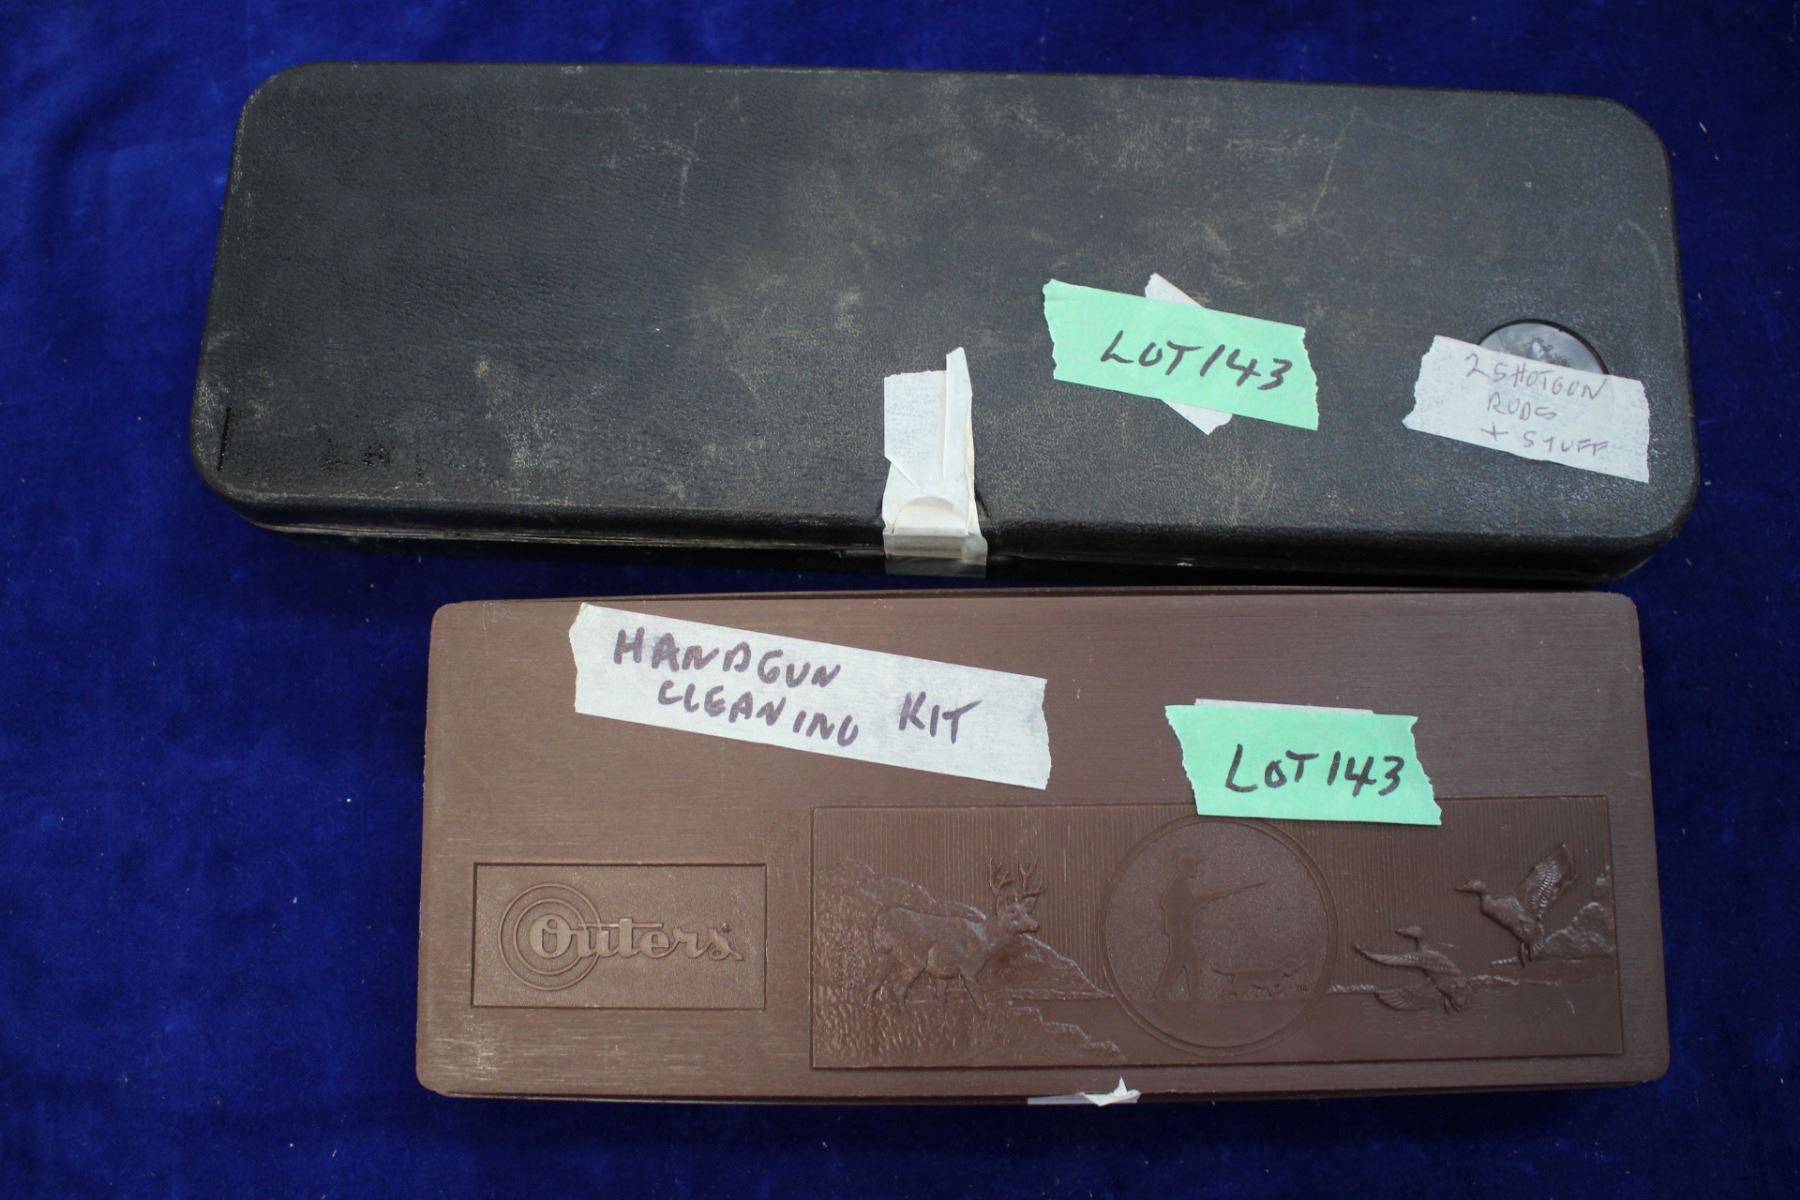 LOT 143
2 SHOTGUN
RODS
+ STUFF
HANDGUN
CLEANING KIT
LOT 143
Outers